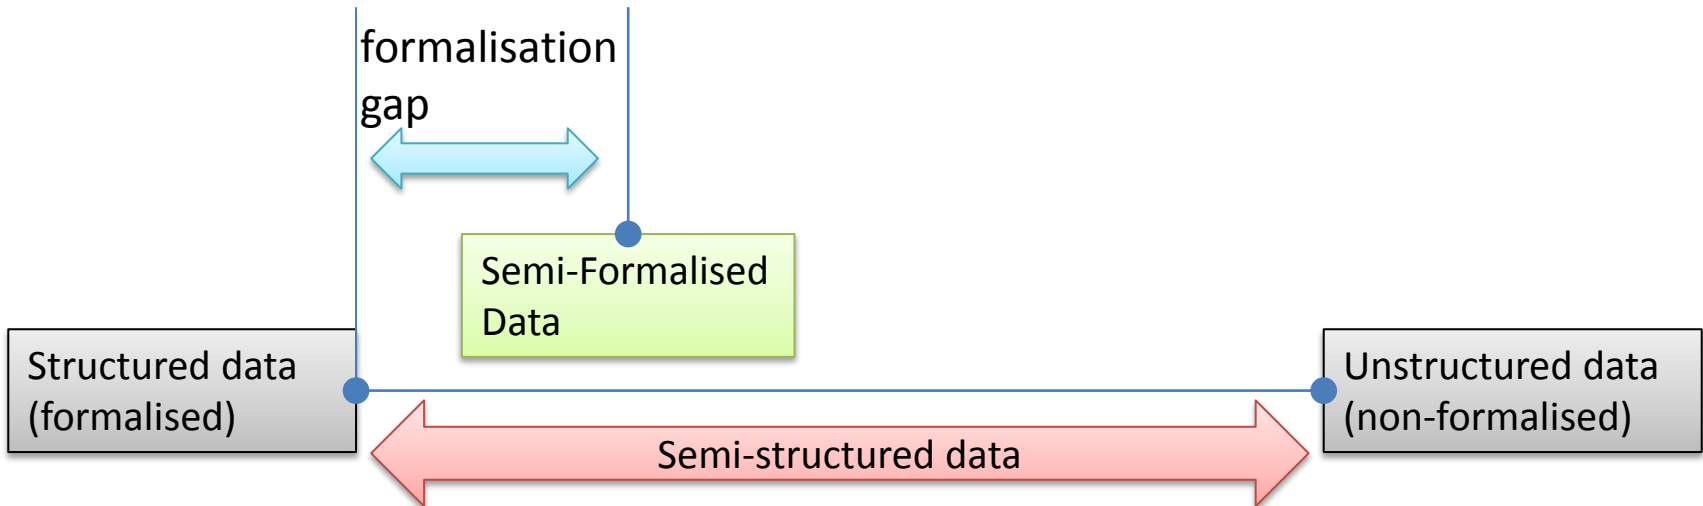 formalisation
gap
Semi-Formalised
Data
Structured data
(formalised)
Unstructured data
(non-formalised)
Semi-structured data